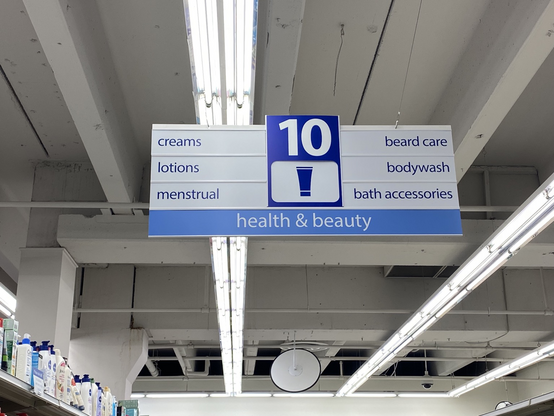 creams
lotions
menstrual
10
beard care
bodywash
bath accessories
health & beauty